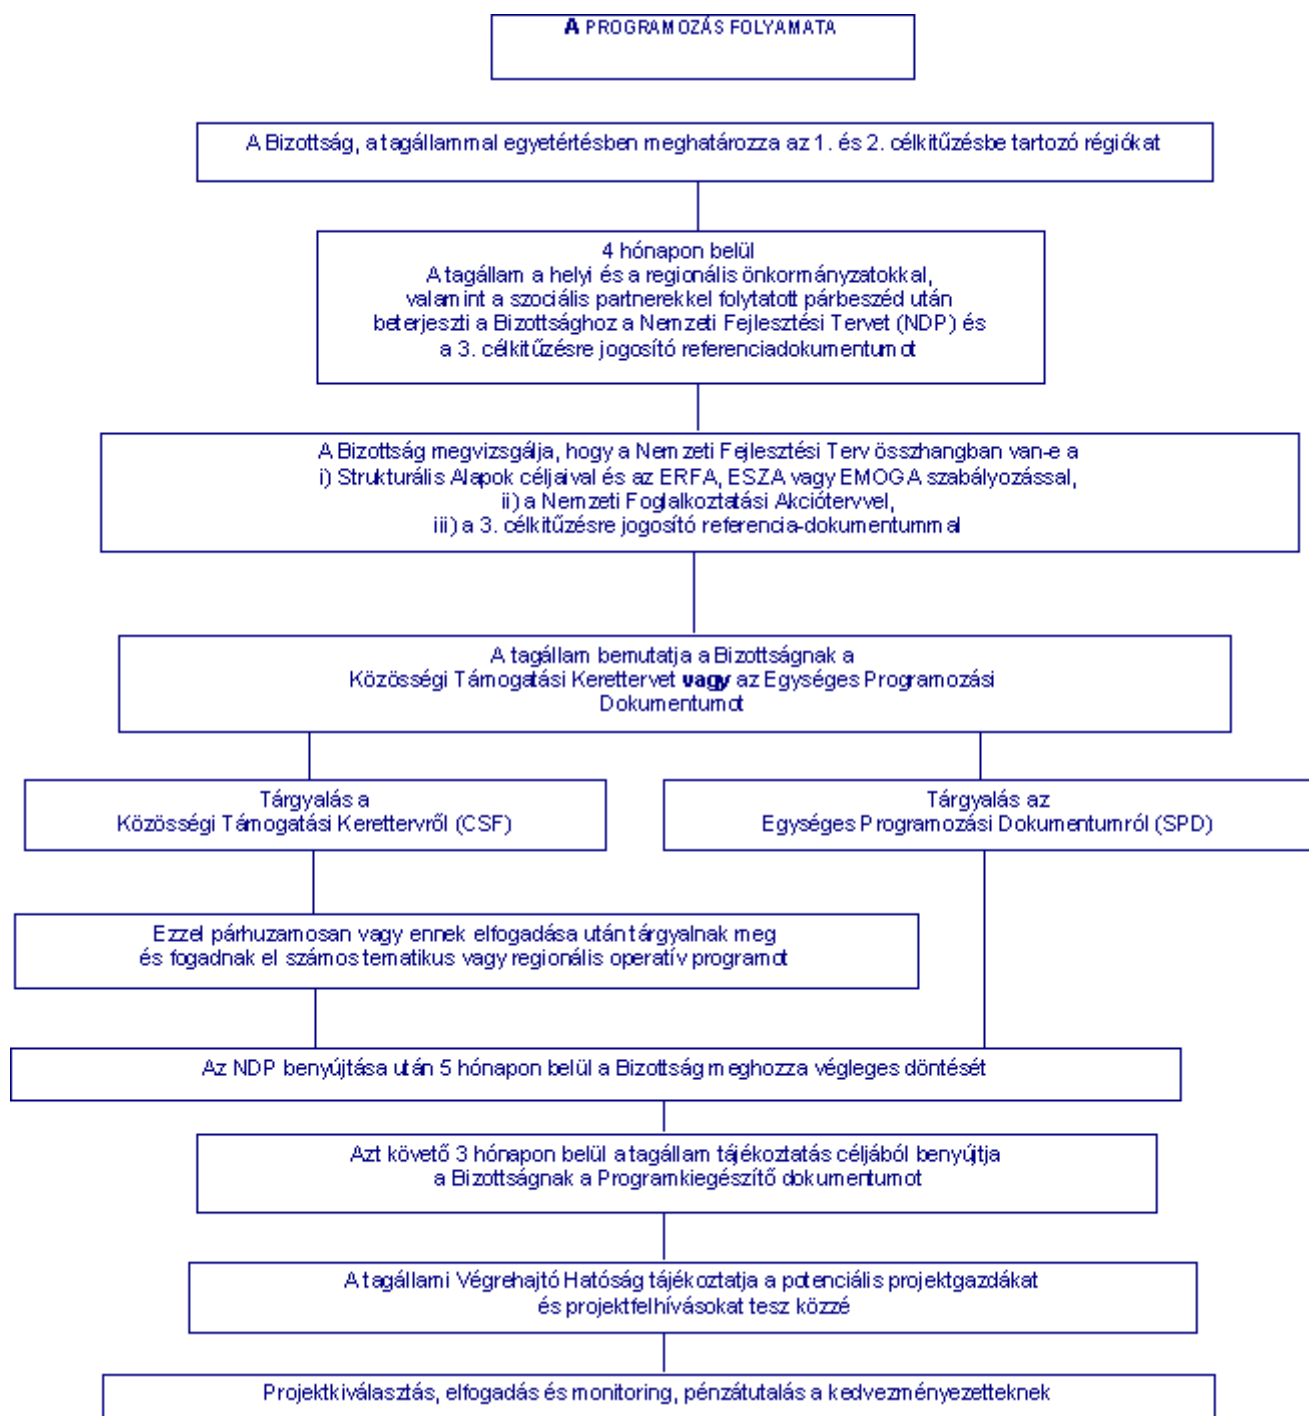 A PROGRAMOZÁS FOLYAMATA
A Bizottság, a tagállammal egyetértésben meghatározza az 1. és 2. célkitűzésbe tartozó régiókat
4 hónapon belül
A tagállam a helyi és a regionális önkormányzatokkal,
valamint a szociális partnerekkel folytatott párbeszéd után
beterjeszti a Bizottsághoz a Nemzeti Fejlesztési Tervet (NDP) és
a 3. célkitűzésre jogosító referenciadokumentumot
A Bizottság megvizsgálja, hogy a Nemzeti Fejlesztési Terv összhangban van-e a
i) Strukturális Alapok céljaival és az ERFA, ESZA vagy EMOGA szabályozással,
ii) a Nemzeti Foglalkoztatási Akciótervvel,
iii) a 3. célkitűzésre jogosító referencia-dokumentummal
A tagállam bemutatja a Bizottságnak a
Közösségi Támogatási Kerettervet vagy az Egységes Programozási
Dokumentumot
Tárgyalás a
Közösségi Támogatási Kerettervről (CSF)
Tárgyalás az
Egységes Programozási Dokumentumról (SPD)
Ezzel párhuzamosan vagy ennek elfogadása után tárgyalnak meg
és fogadnak el számos tematikus vagy regionális operatív programot
Az NDP benyújtása után 5 hónapon belül a Bizottság meghozza végleges döntését
Azt követő 3 hónapon belül a tagállam tájékoztatás céljából benyújtja
a Bizottságnak a Programkiegészítő dokumentumot
A tagállami Végrehajtó Hatóság tájékoztatja a potenciális projektgazdákat
és projektfelhívásokat tesz közzé
Projektkiválasztás, elfogadás és monitoring, pénzátutalás a kedvezményezetteknek